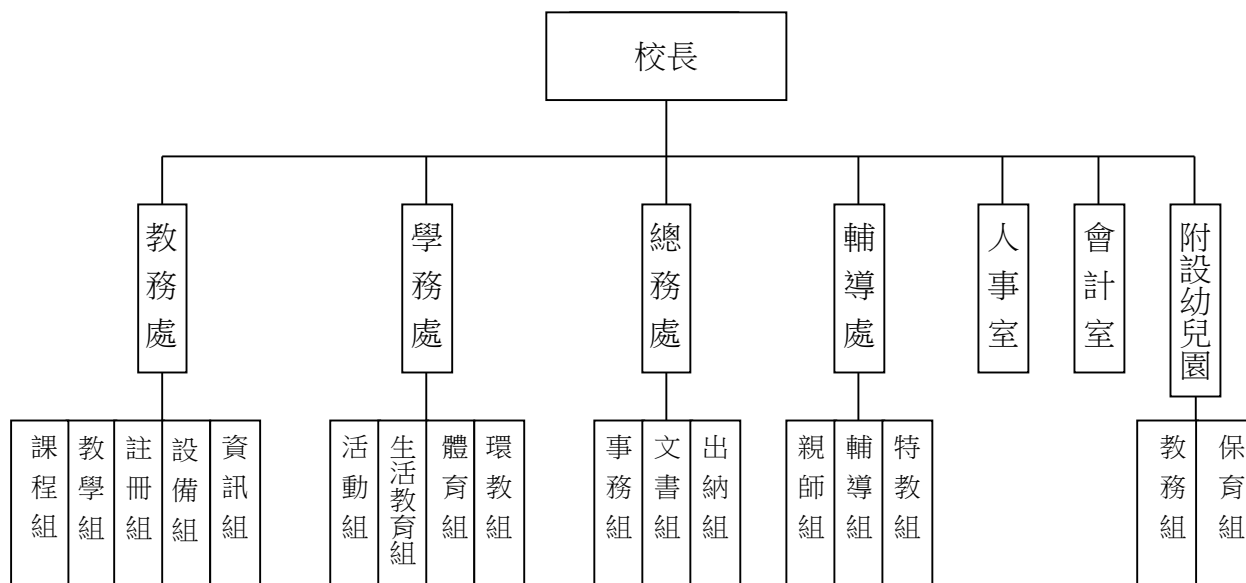 校長
教務處
學務處
總務處
輔導處
人事室
會計室
附設幼兒園
課程組
教學組
註冊組
設備組
資訊組
活動組
生活教育組
體育組
環教組
事務組
文書組
出納組
親師組
輔導組
特教組
教務組
保育組